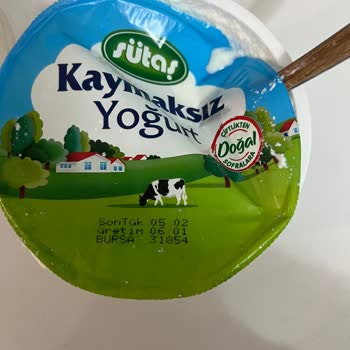 sütaş
Kaymaksız
Yoğurt
ÇİFTLİKTEN
Doğal
SOFRALARA
SonTük 05 02
üretim 06 01
BURSA 31054